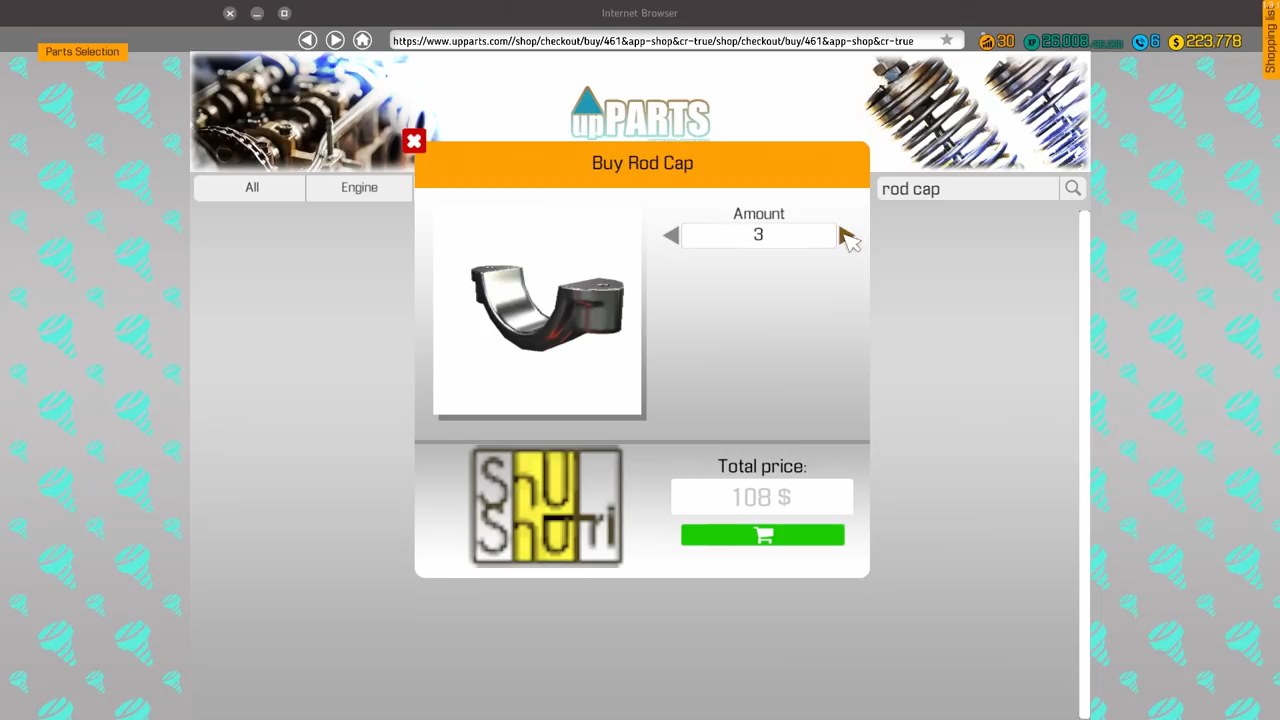 Internet Browser
Parts Selection
https://www.upparts.com//shop/checkout/buy/461&app-shop&cr-true/shop/checkout/buy/461&app-shop&cr-true
30
26,008
6
223,778
Shopping list
upPARTS
Buy Rod Cap
All
Engine
rod cap
Amount
3
Total price:
108 $